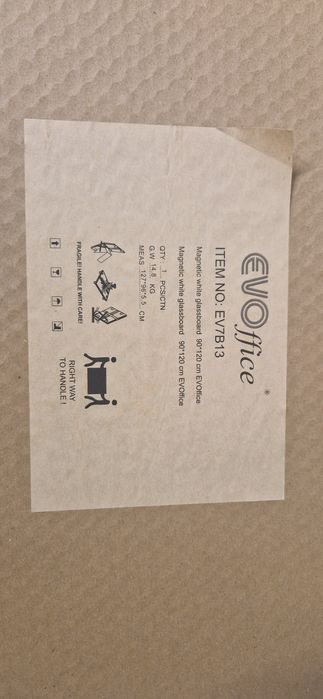 EVOffice ®
ITEM NO: EV7B13
Magnetic white glassboard 90*120 cm EVOffice
Magnetic white glassboard 90*120 cm EVOffice
QTY: 1 PCS/CTN
G.W 14.8 KG
MEAS 127*96*5.5 CM
FRAGILE! HANDLE WITH CARE!
RIGHT WAY
TO HANDLE !